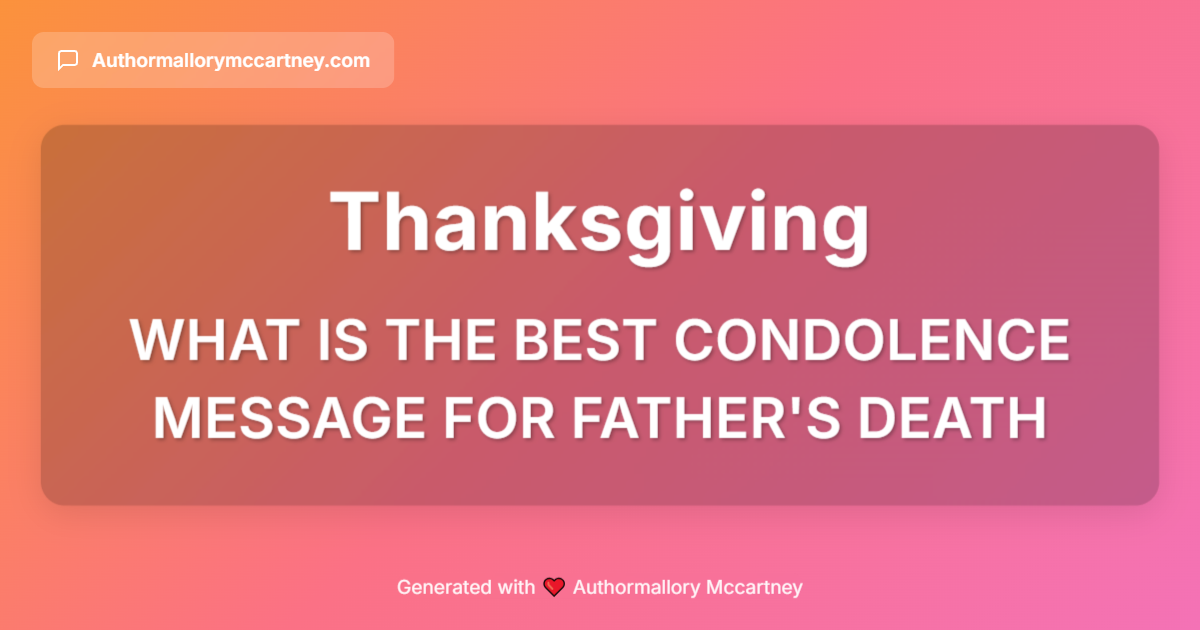 Authormallorymccartney.com
Thanksgiving
WHAT IS THE BEST CONDOLENCE
MESSAGE FOR FATHER'S DEATH
Generated with ❤️ Authormallory Mccartney